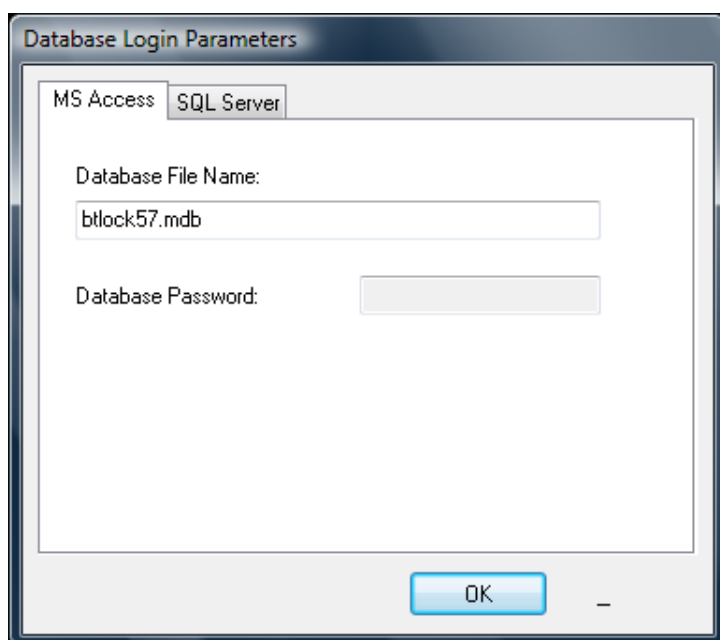 Database Login Parameters
MS Access SQL Server
Database File Name:
btlock57.mdb
Database Password:
OK _